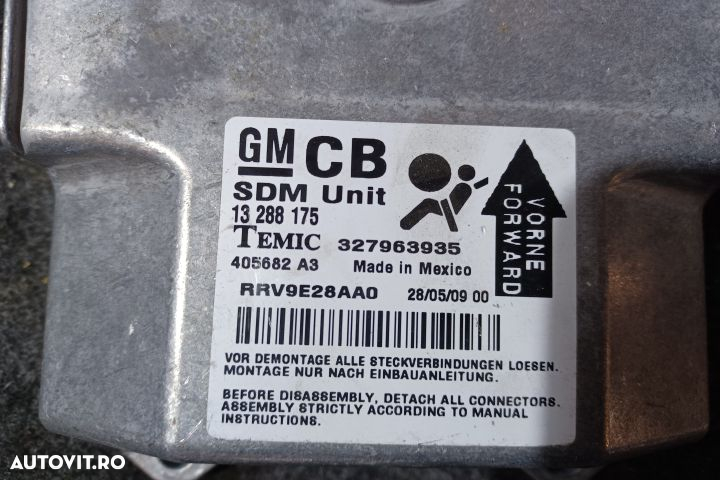 GM CB
SDM Unit
13 288 175
TEMIC 327963935
405682 A3 Made in Mexico
RRV9E28AA0 28/05/09 00
VORNE
FORWARD
VOR DEMONTAGE ALLE STECKVERBINDUNGEN LOESEN.
MONTAGE NUR NACH EINBAUANLEITUNG.
BEFORE DISASSEMBLY, DETACH ALL CONNECTORS.
ASSEMBLY STRICTLY ACCORDING TO MANUAL
INSTRUCTIONS.
AUTOVIT.RO